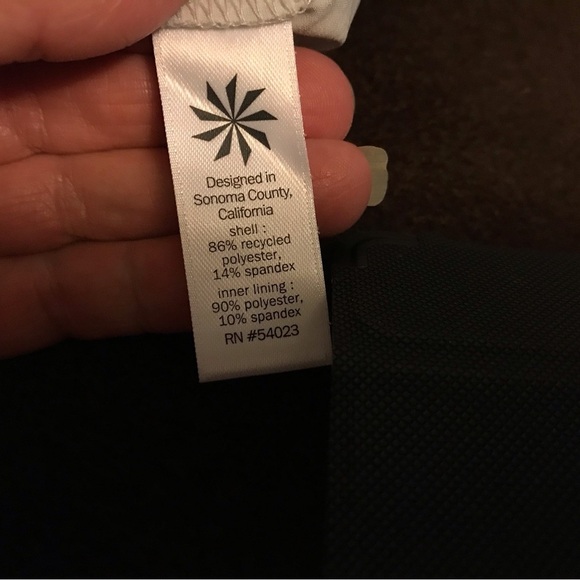 Designed in
Sonoma County,
California
shell :
86% recycled
polyester,
14% spandex
inner lining :
90% polyester,
10% spandex
RN #54023